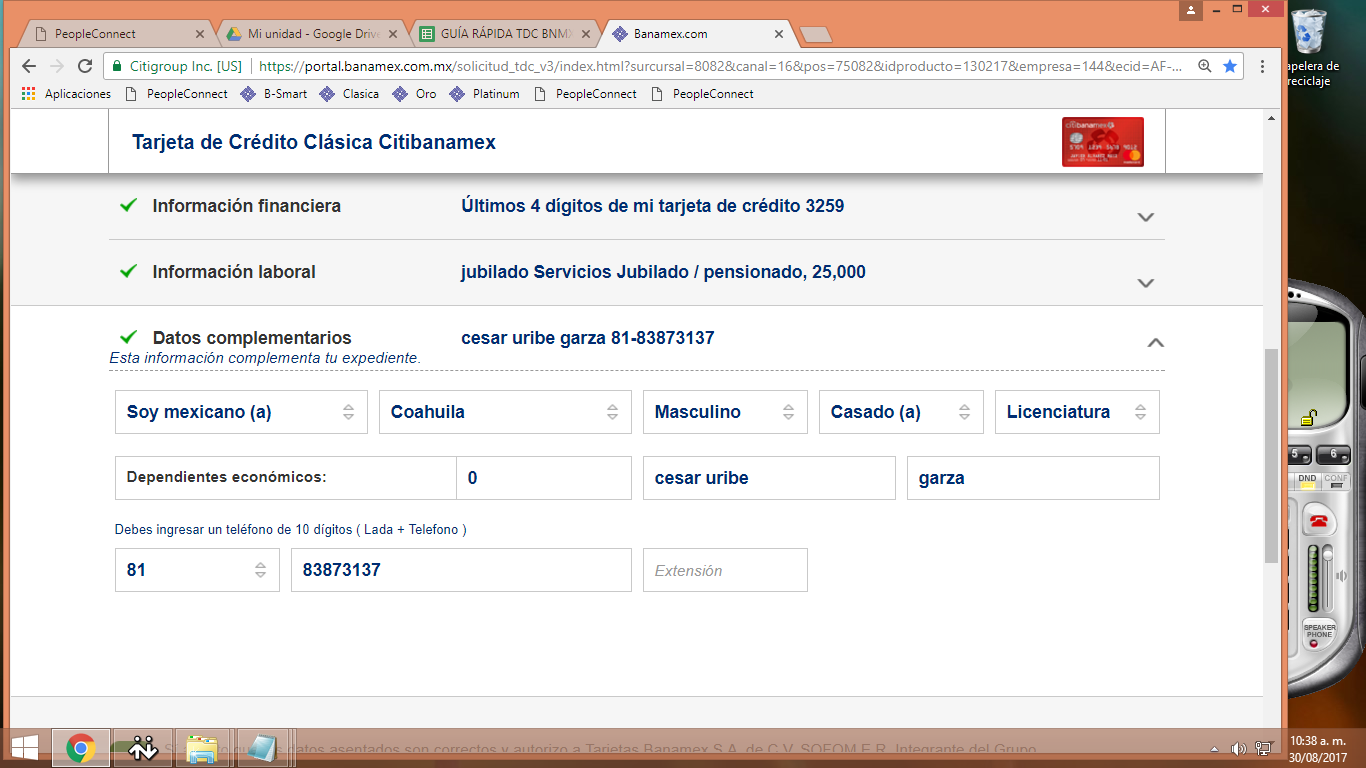 PeopleConnect
Mi unidad - Google Drive
GUÍA RÁPIDA TDC BNMX
Banamex.com
Citigroup Inc. [US]
https://portal.banamex.com.mx/solicitud_tdc_v3/index.html?surcursal=8082&canal=16&pos=75082&idproducto=130217&empresa=144&ecid=AF-...
Aplicaciones PeopleConnect B-Smart Clasica Oro Platinum PeopleConnect PeopleConnect
apelera de
reciclaje
Tarjeta de Crédito Clásica Citibanamex
citibanamex
Información financiera Últimos 4 dígitos de mi tarjeta de crédito 3259
Información laboral jubilado Servicios Jubilado / pensionado, 25,000
Datos complementarios cesar uribe garza 81-83873137
Esta información complementa tu expediente.
Soy mexicano (a) Coahuila Masculino Casado (a) Licenciatura
Dependientes económicos: 0 cesar uribe garza
Debes ingresar un teléfono de 10 dígitos ( Lada + Telefono )
81 83873137 Extensión
5 6
DND CONF
SPEAKER
PHONE
datos asentados son correctos y autorizo a Tarjetas Banamex S.A. de C.V. SOFOM E.R. Integrante del Grupo
10:38 a. m.
30/08/2017